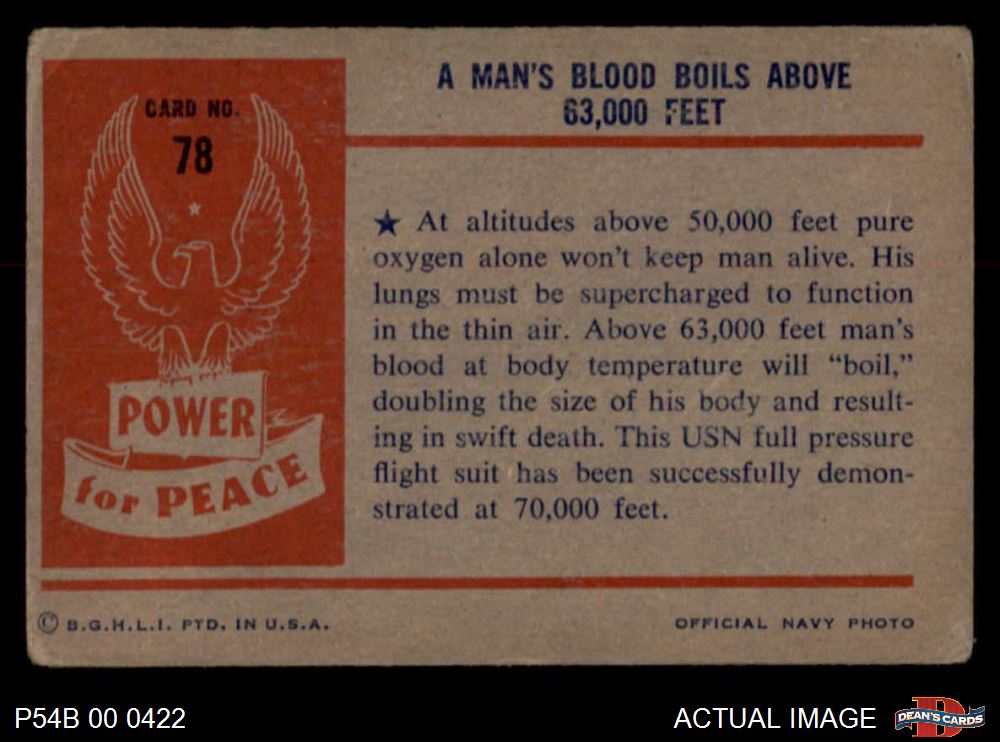 CARD NO.
78
POWER
for PEACE
A MAN'S BLOOD BOILS ABOVE
63,000 FEET
★ At altitudes above 50,000 feet pure
oxygen alone won't keep man alive. His
lungs must be supercharged to function
in the thin air. Above 63,000 feet man's
blood at body temperature will “boil,”
doubling the size of his body and result-
ing in swift death. This USN full pressure
flight suit has been successfully demon-
strated at 70,000 feet.
© B.G.H.L.I. PTD. IN U.S.A.
OFFICIAL NAVY PHOTO
P54B 00 0422
ACTUAL IMAGE
D
DEAN'S CARDS